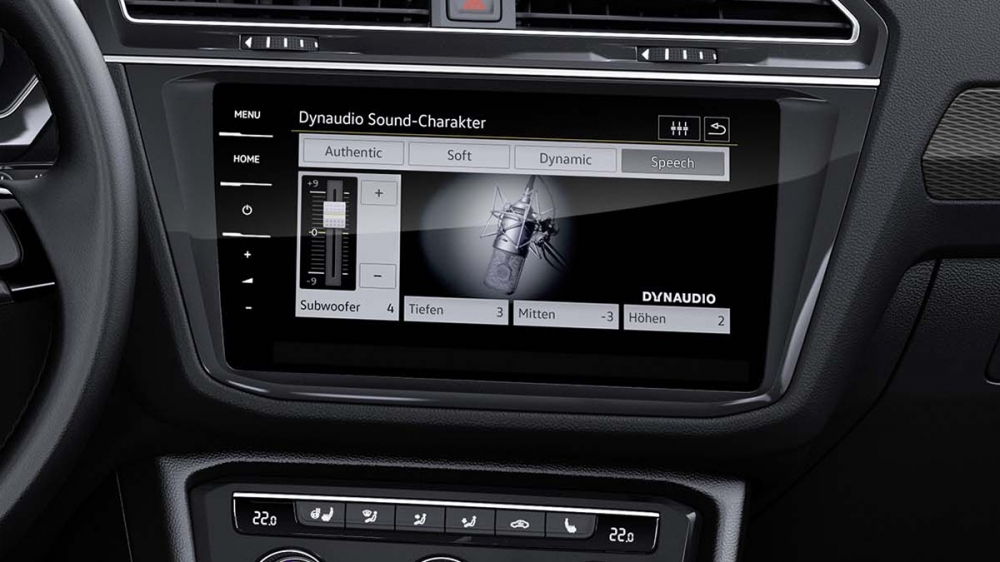 MENU
HOME
+
-
Dynaudio Sound-Charakter
Authentic
Soft
Dynamic
Speech
+9
-0
-9
+
-
Subwoofer 4
DYNAUDIO
Tiefen 3
Mitten -3
Höhen 2
22.0
22.0